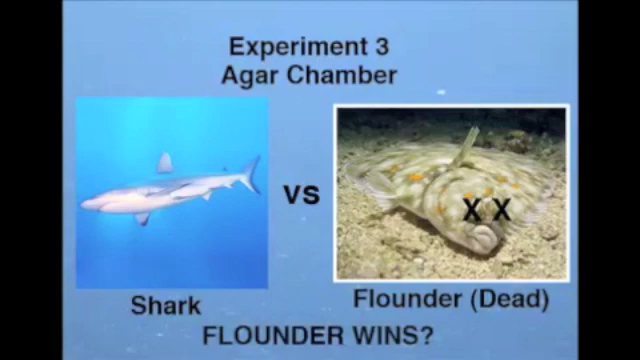 Experiment 3
Agar Chamber
vs
X X
Shark
Flounder (Dead)
FLOUNDER WINS?